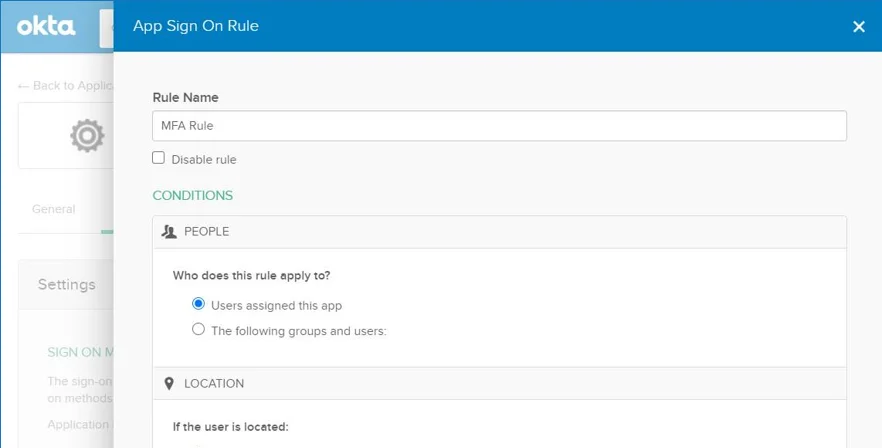 okta
App Sign On Rule
← Back to Applic
Rule Name
MFA Rule
Disable rule
CONDITIONS
General
PEOPLE
Who does this rule apply to?
Settings
Users assigned this app
The following groups and users:
SIGN ON M
The sign-on
on methods
LOCATION
Application
If the user is located: